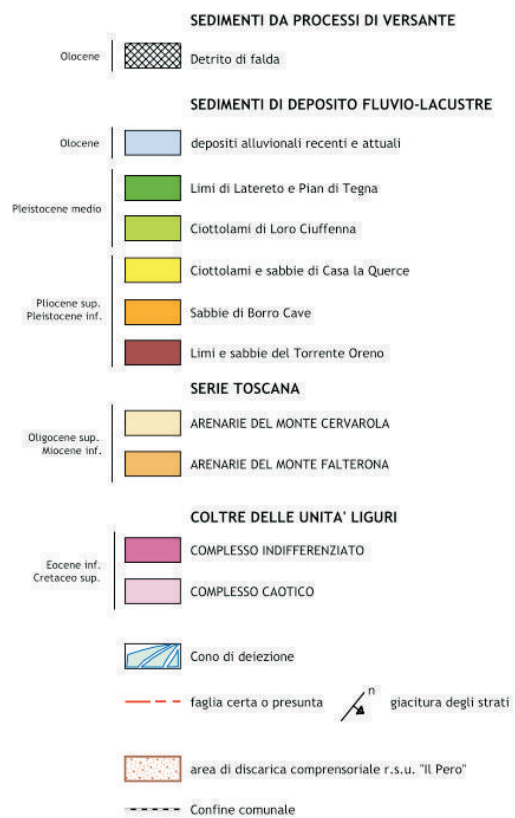 SEDIMENTI DA PROCESSI DI VERSANTE
Olocene
Detrito di falda
SEDIMENTI DI DEPOSITO FLUVIO-LACUSTRE
Olocene
depositi alluvionali recenti e attuali
Pleistocene medio
Limi di Latereto e Pian di Tegna
Ciottolami di Loro Ciuffenna
Pliocene sup.
Pleistocene inf.
Ciottolami e sabbie di Casa la Querce
Sabbie di Borro Cave
Limi e sabbie del Torrente Oreno
SERIE TOSCANA
Oligocene sup.
Miocene inf.
ARENARIE DEL MONTE CERVAROLA
ARENARIE DEL MONTE FALTERONA
COLTRE DELLE UNITA' LIGURI
Eocene inf.
Cretaceo sup.
COMPLESSO INDIFFERENZIATO
COMPLESSO CAOTICO
Cono di deiezione
faglia certa o presunta
n
giacitura degli strati
area di discarica comprensoriale r.s.u. "Il Pero"
Confine comunale